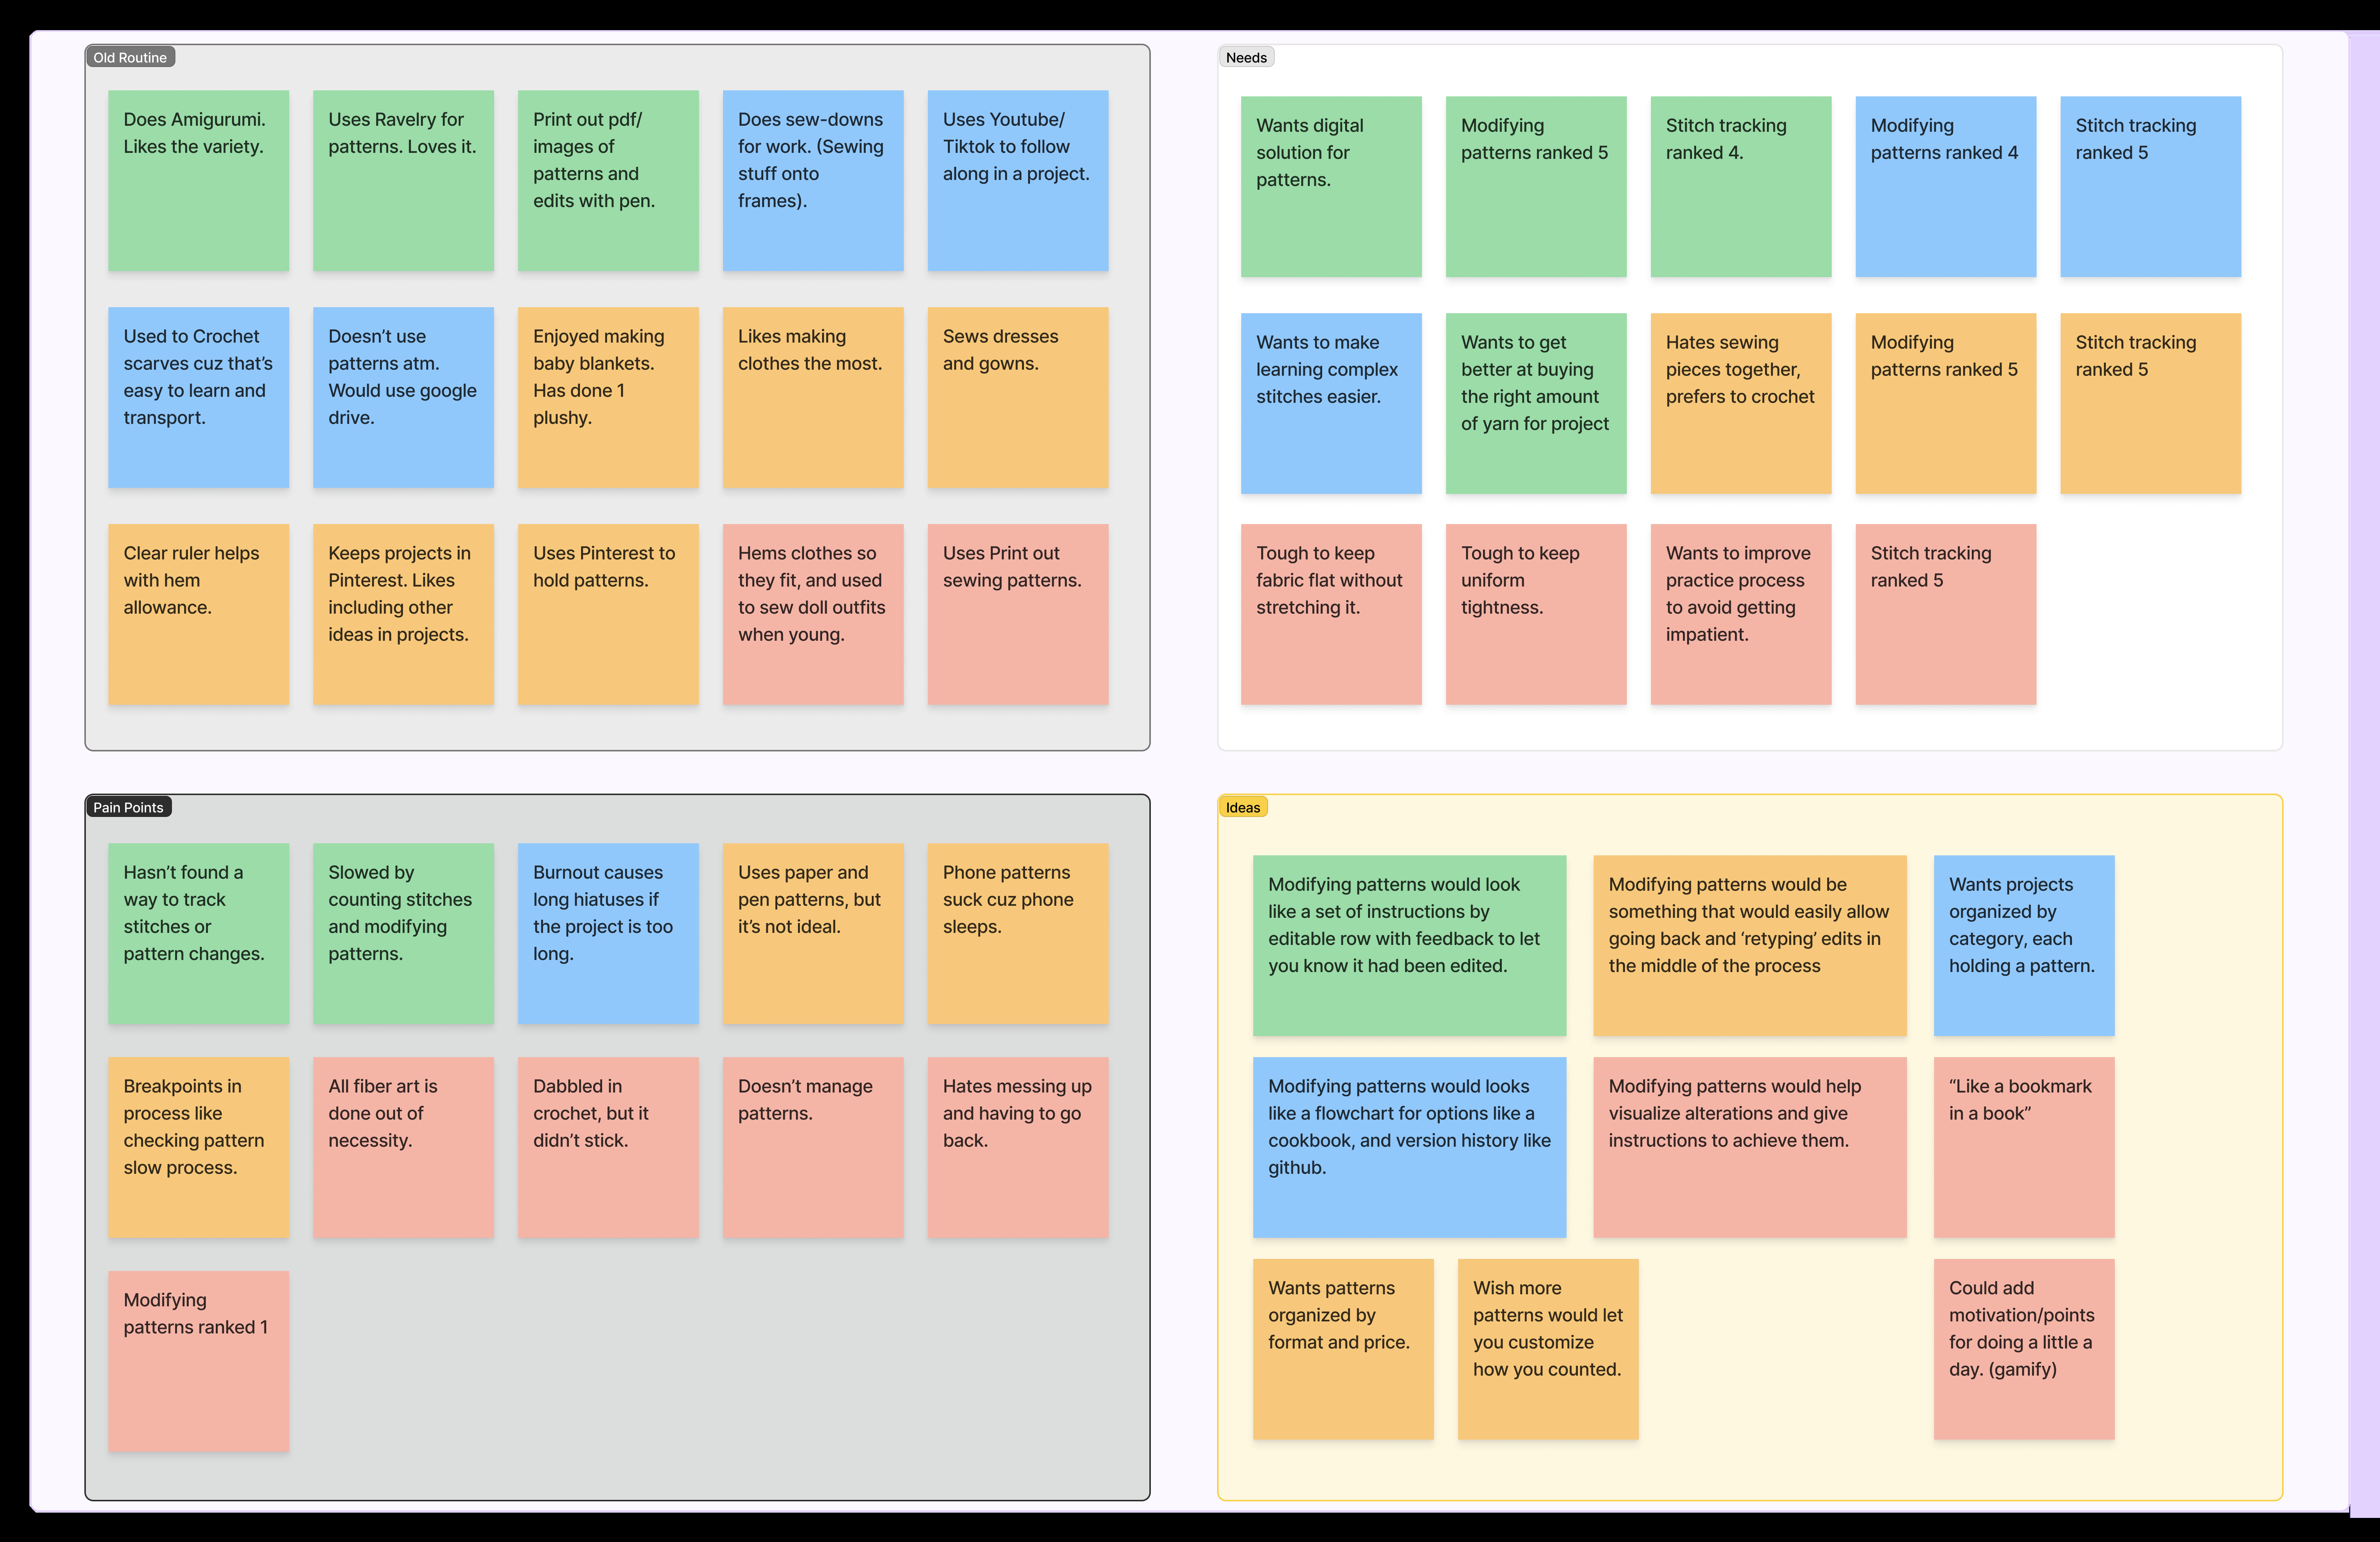 Old Routine
Does Amigurumi.
Likes the variety.
Uses Ravelry for
patterns. Loves it.
Print out pdf/
images of
patterns and
edits with pen.
Does sew-downs
for work. (Sewing
stuff onto
frames).
Uses Youtube/
Tiktok to follow
along in a project.
Used to Crochet
scarves cuz that’s
easy to learn and
transport.
Doesn’t use
patterns atm.
Would use google
drive.
Enjoyed making
baby blankets.
Has done 1
plushy.
Likes making
clothes the most.
Sews dresses
and gowns.
Clear ruler helps
with hem
allowance.
Keeps projects in
Pinterest. Likes
including other
ideas in projects.
Uses Pinterest to
hold patterns.
Hems clothes so
they fit, and used
to sew doll outfits
when young.
Uses Print out
sewing patterns.
Needs
Wants digital
solution for
patterns.
Modifying
patterns ranked 5
Stitch tracking
ranked 4.
Modifying
patterns ranked 4
Stitch tracking
ranked 5
Wants to make
learning complex
stitches easier.
Wants to get
better at buying
the right amount
of yarn for project
Hates sewing
pieces together,
prefers to crochet
Modifying
patterns ranked 5
Stitch tracking
ranked 5
Tough to keep
fabric flat without
stretching it.
Tough to keep
uniform
tightness.
Wants to improve
practice process
to avoid getting
impatient.
Stitch tracking
ranked 5
Pain Points
Hasn’t found a
way to track
stitches or
pattern changes.
Slowed by
counting stitches
and modifying
patterns.
Burnout causes
long hiatuses if
the project is too
long.
Uses paper and
pen patterns, but
it’s not ideal.
Phone patterns
suck cuz phone
sleeps.
Breakpoints in
process like
checking pattern
slow process.
All fiber art is
done out of
necessity.
Dabbled in
crochet, but it
didn’t stick.
Doesn’t manage
patterns.
Hates messing up
and having to go
back.
Modifying
patterns ranked 1
Ideas
Modifying patterns would look
like a set of instructions by
editable row with feedback to let
you know it had been edited.
Modifying patterns would be
something that would easily allow
going back and ‘retyping’ edits in
the middle of the process
Wants projects
organized by
category, each
holding a pattern.
Modifying patterns would looks
like a flowchart for options like a
cookbook, and version history like
github.
Modifying patterns would help
visualize alterations and give
instructions to achieve them.
“Like a bookmark
in a book”
Wants patterns
organized by
format and price.
Wish more
patterns would let
you customize
how you counted.
Could add
motivation/points
for doing a little a
day. (gamify)